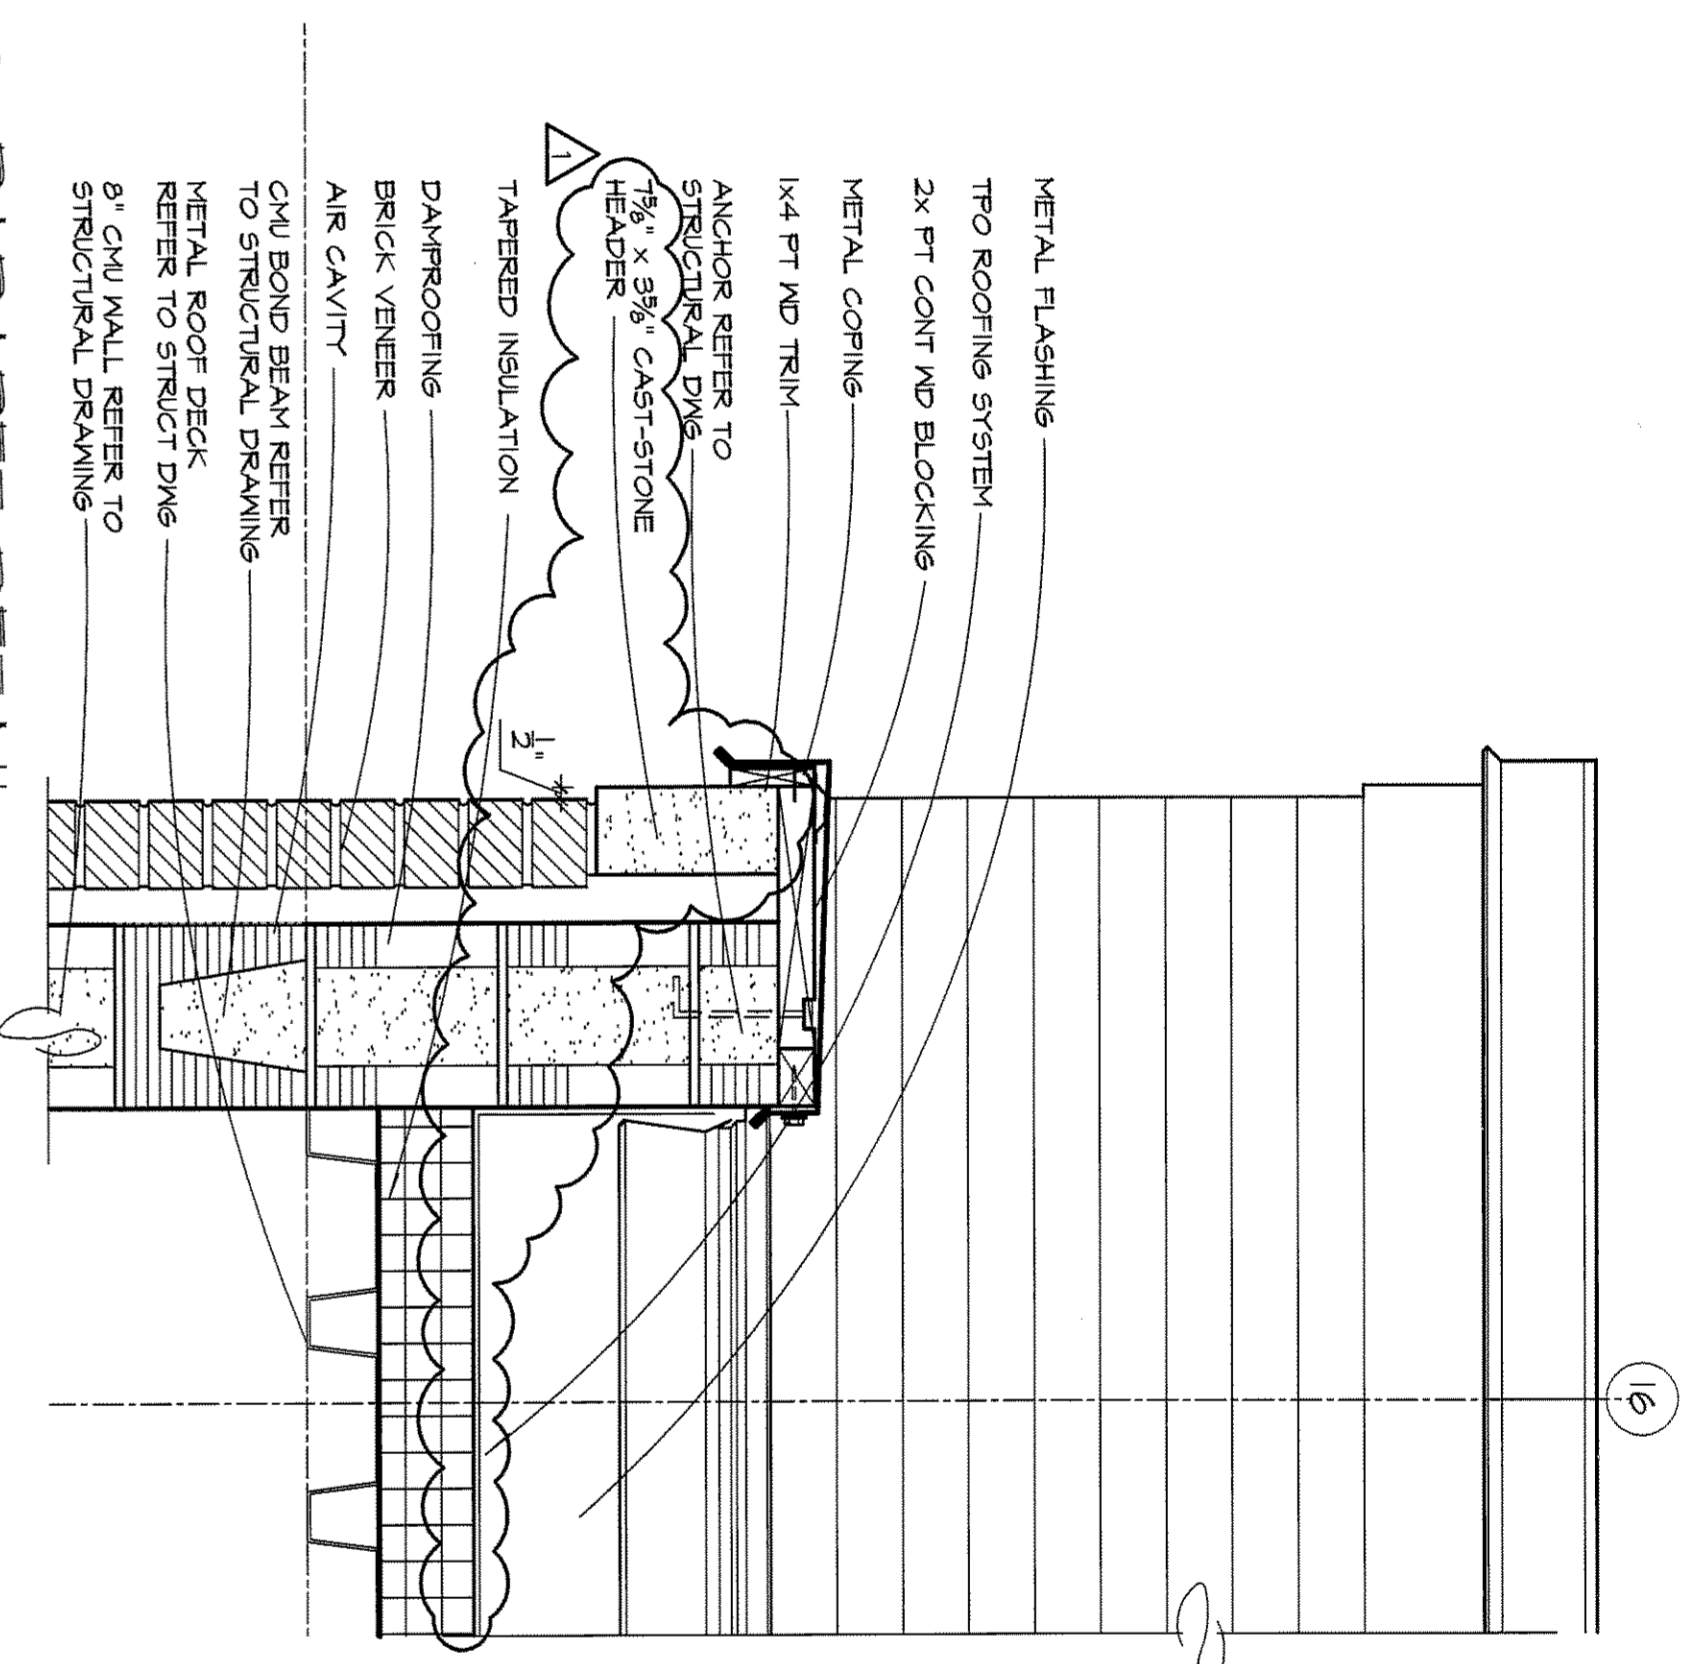 16
METAL FLASHING
TPO ROOFING SYSTEM
2x PT CONT WD BLOCKING
METAL COPING
1x4 PT WD TRIM
ANCHOR REFER TO
STRUCTURAL DWG
7⅝" x 3⅝" CAST-STONE
HEADER
1
TAPERED INSULATION
1/2"
DAMPROOFING
BRICK VENEER
AIR CAVITY
CMU BOND BEAM REFER
TO STRUCTURAL DRAWING
METAL ROOF DECK
REFER TO STRUCT DWG
8" CMU WALL REFER TO
STRUCTURAL DRAWING